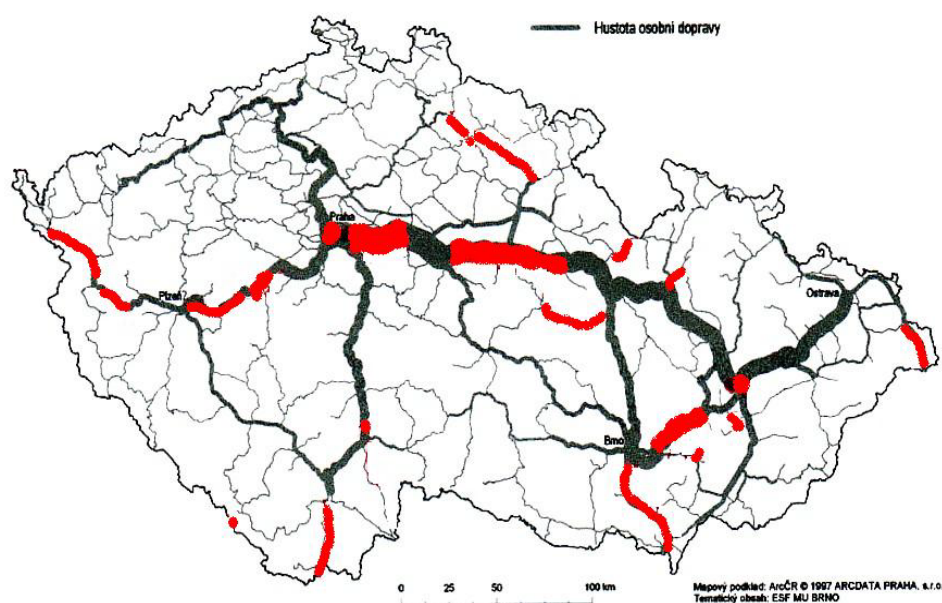 Hustota osobní dopravy
Praha
Plzeň
Ostrava
Brno
0 25 50 100 km
Mapový podklad: ArcČR © 1997 ARCDATA PRAHA, s.r.o.
Tematický obsah: ESF MU BRNO